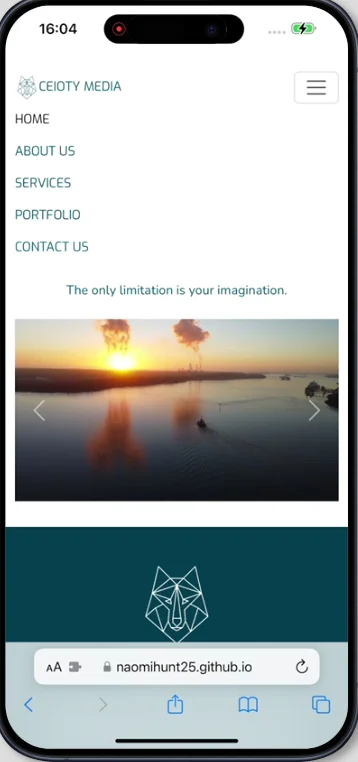 16:04
CEIOTY MEDIA
HOME
ABOUT US
SERVICES
PORTFOLIO
CONTACT US
The only limitation is your imagination.
AA naomihunt25.github.io